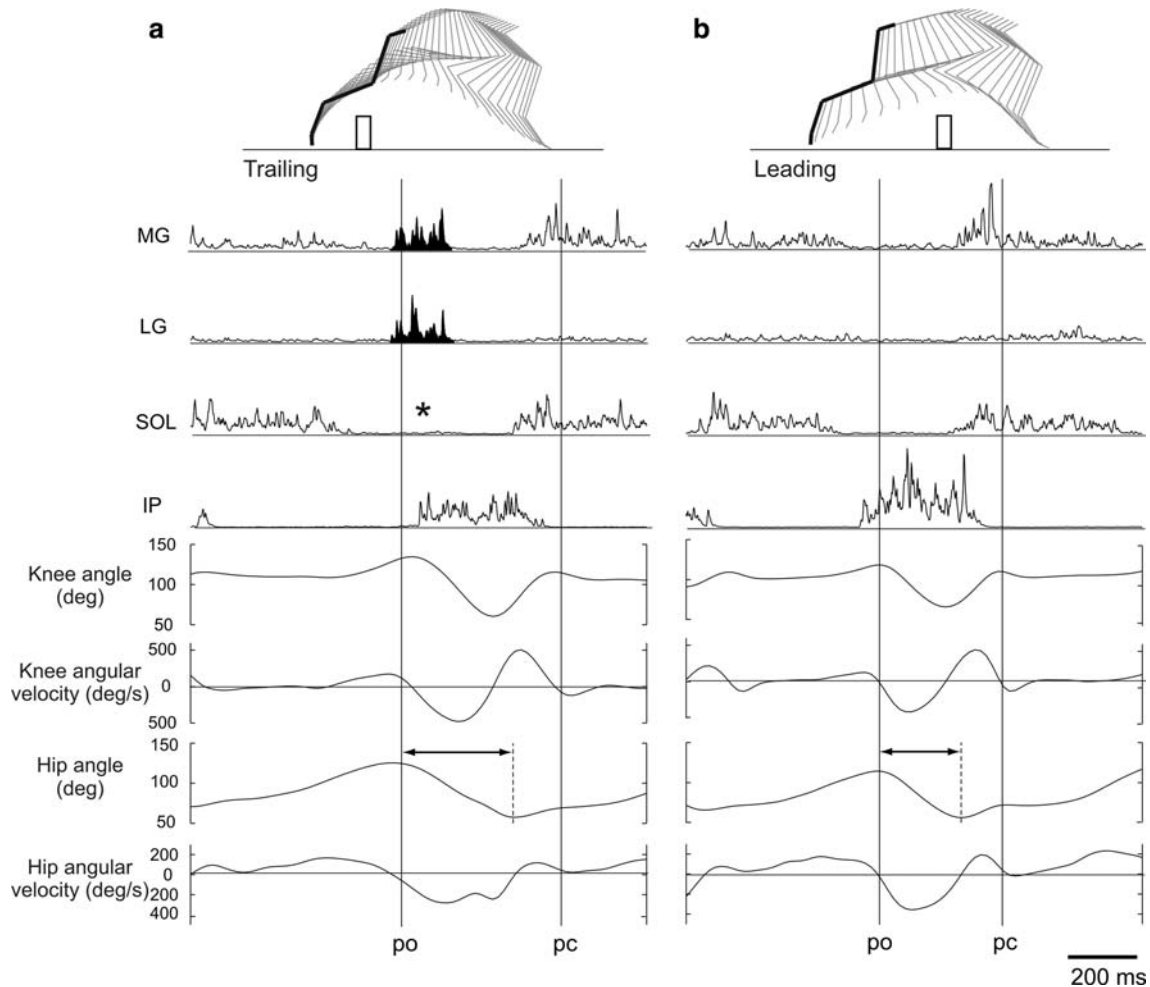 a
b
Trailing
Leading
MG
LG
SOL
*
IP
150
Knee angle
100
(deg)
50
500
Knee angular
0
velocity (deg/s)
500
150
Hip angle
100
(deg)
50
200
Hip angular
0
velocity (deg/s)
200
400
po
pc
po
pc
200 ms